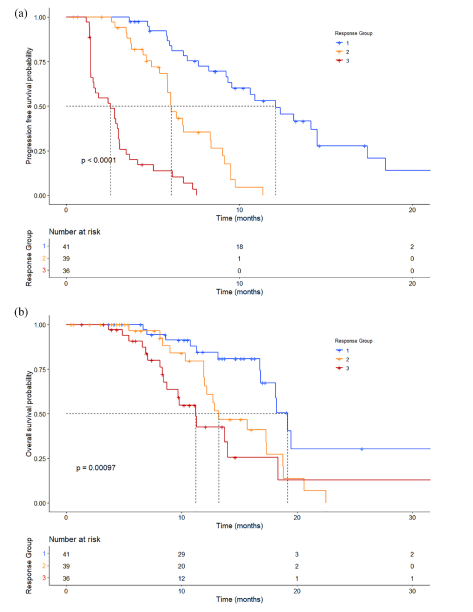 (a)
Response Group
1
2
3
Progression free survival probability
1.00
0.75
0.50
0.25
0.00
p < 0.0001
0 10 20
Time (months)
Number at risk
Response Group
1 41 18 2
2 39 1 0
3 36 0 0
0 10 20
Time (months)
(b)
Response Group
1
2
3
Overall survival probability
1.00
0.75
0.50
0.25
0.00
p = 0.00097
0 10 20 30
Time (months)
Number at risk
Response Group
1 41 29 3 2
2 39 20 2 0
3 36 12 1 1
0 10 20 30
Time (months)